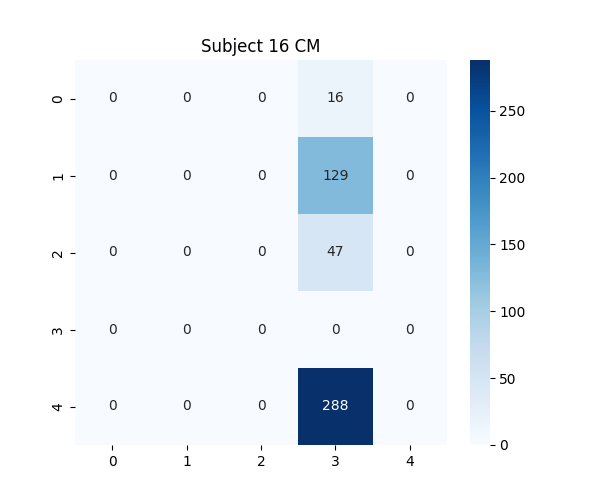 Subject 16 CM
0 0 0 0 16 0
1 0 0 0 129 0
2 0 0 0 47 0
3 0 0 0 0 0
4 0 0 0 288 0
0 1 2 3 4
250
200
150
100
50
0